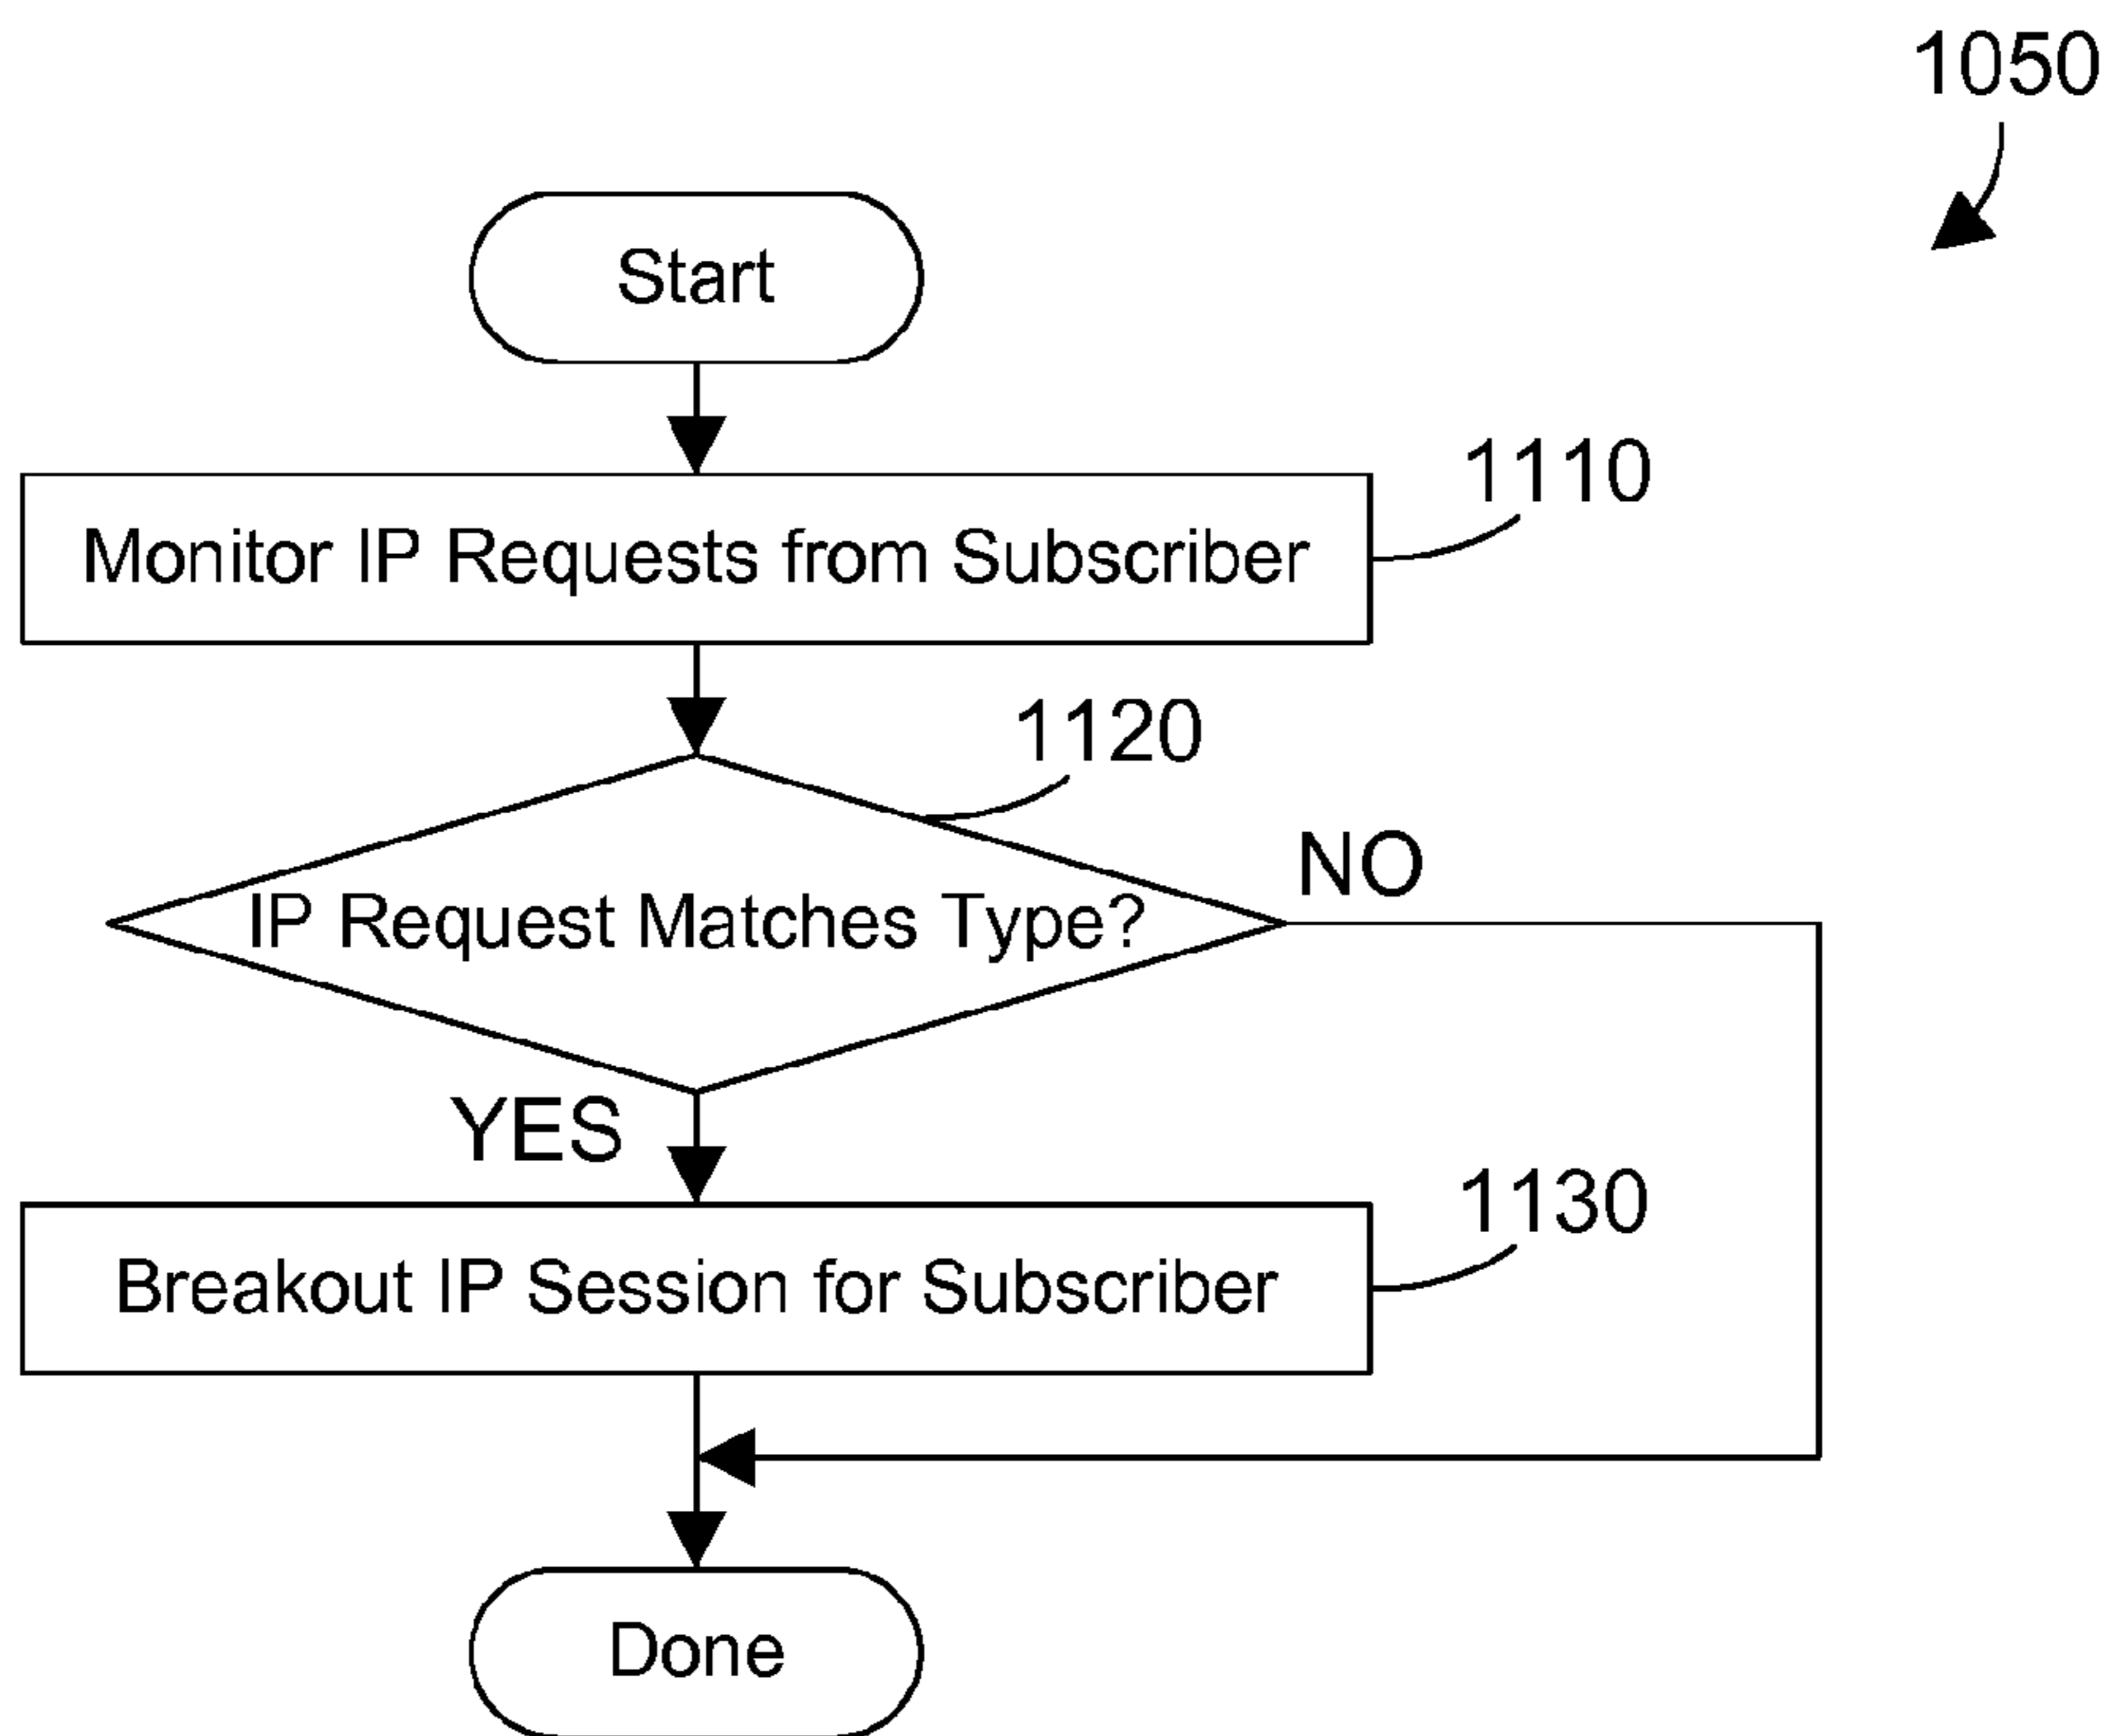 1050
Start
1110
Monitor IP Requests from Subscriber
1120
NO
IP Request Matches Type?
YES
1130
Breakout IP Session for Subscriber
Done